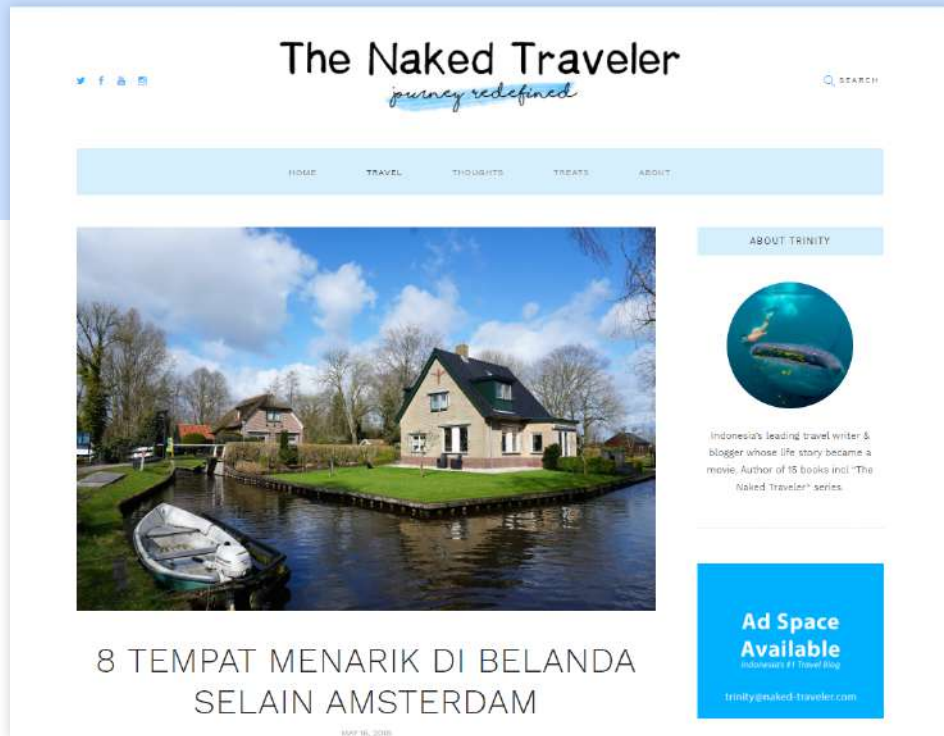 The Naked Traveler
journey redefined
SEARCH
HOME TRAVEL THOUGHTS TREATS ABOUT
ABOUT TRINITY
Indonesia's leading travel writer &
blogger whose life story became a
movie. Author of 15 books incl "The
Naked Traveler" series.
Ad Space
Available
Indonesia's #1 Travel Blog
trinity@naked-traveler.com
8 TEMPAT MENARIK DI BELANDA
SELAIN AMSTERDAM